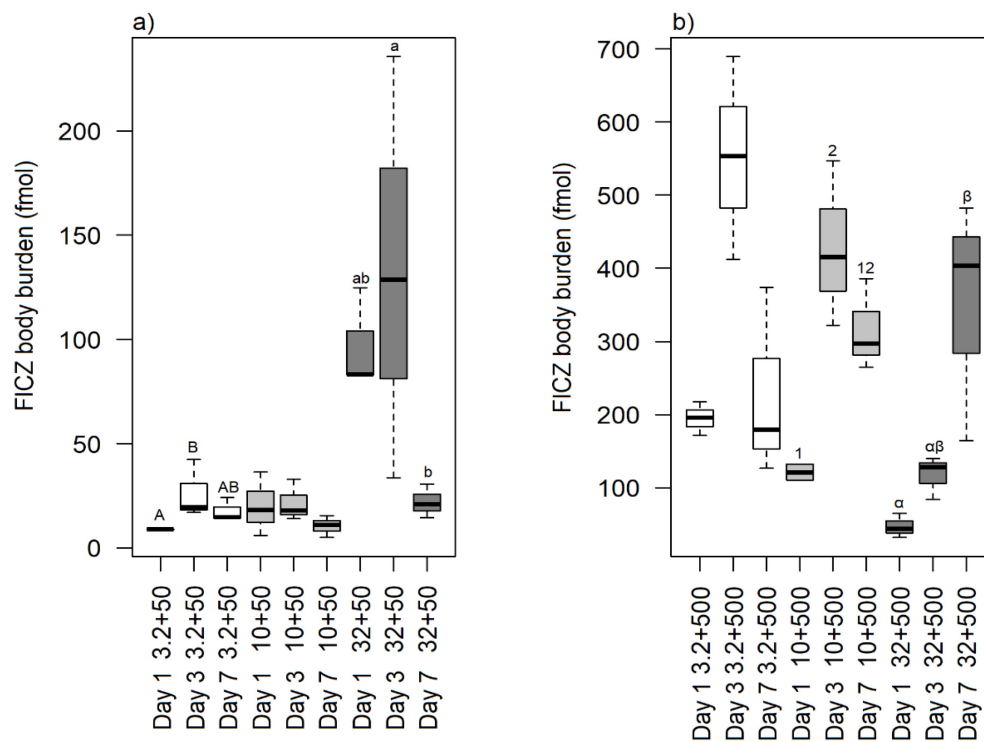 a)
FICZ body burden (fmol)
200
150
100
50
0
A
B
AB
ab
a
b
Day 1 3.2+50
Day 3 3.2+50
Day 7 3.2+50
Day 1 10+50
Day 3 10+50
Day 7 10+50
Day 1 32+50
Day 3 32+50
Day 7 32+50
b)
FICZ body burden (fmol)
700
600
500
400
300
200
100
1
2
12
α
αβ
β
Day 1 3.2+500
Day 3 3.2+500
Day 7 3.2+500
Day 1 10+500
Day 3 10+500
Day 7 10+500
Day 1 32+500
Day 3 32+500
Day 7 32+500